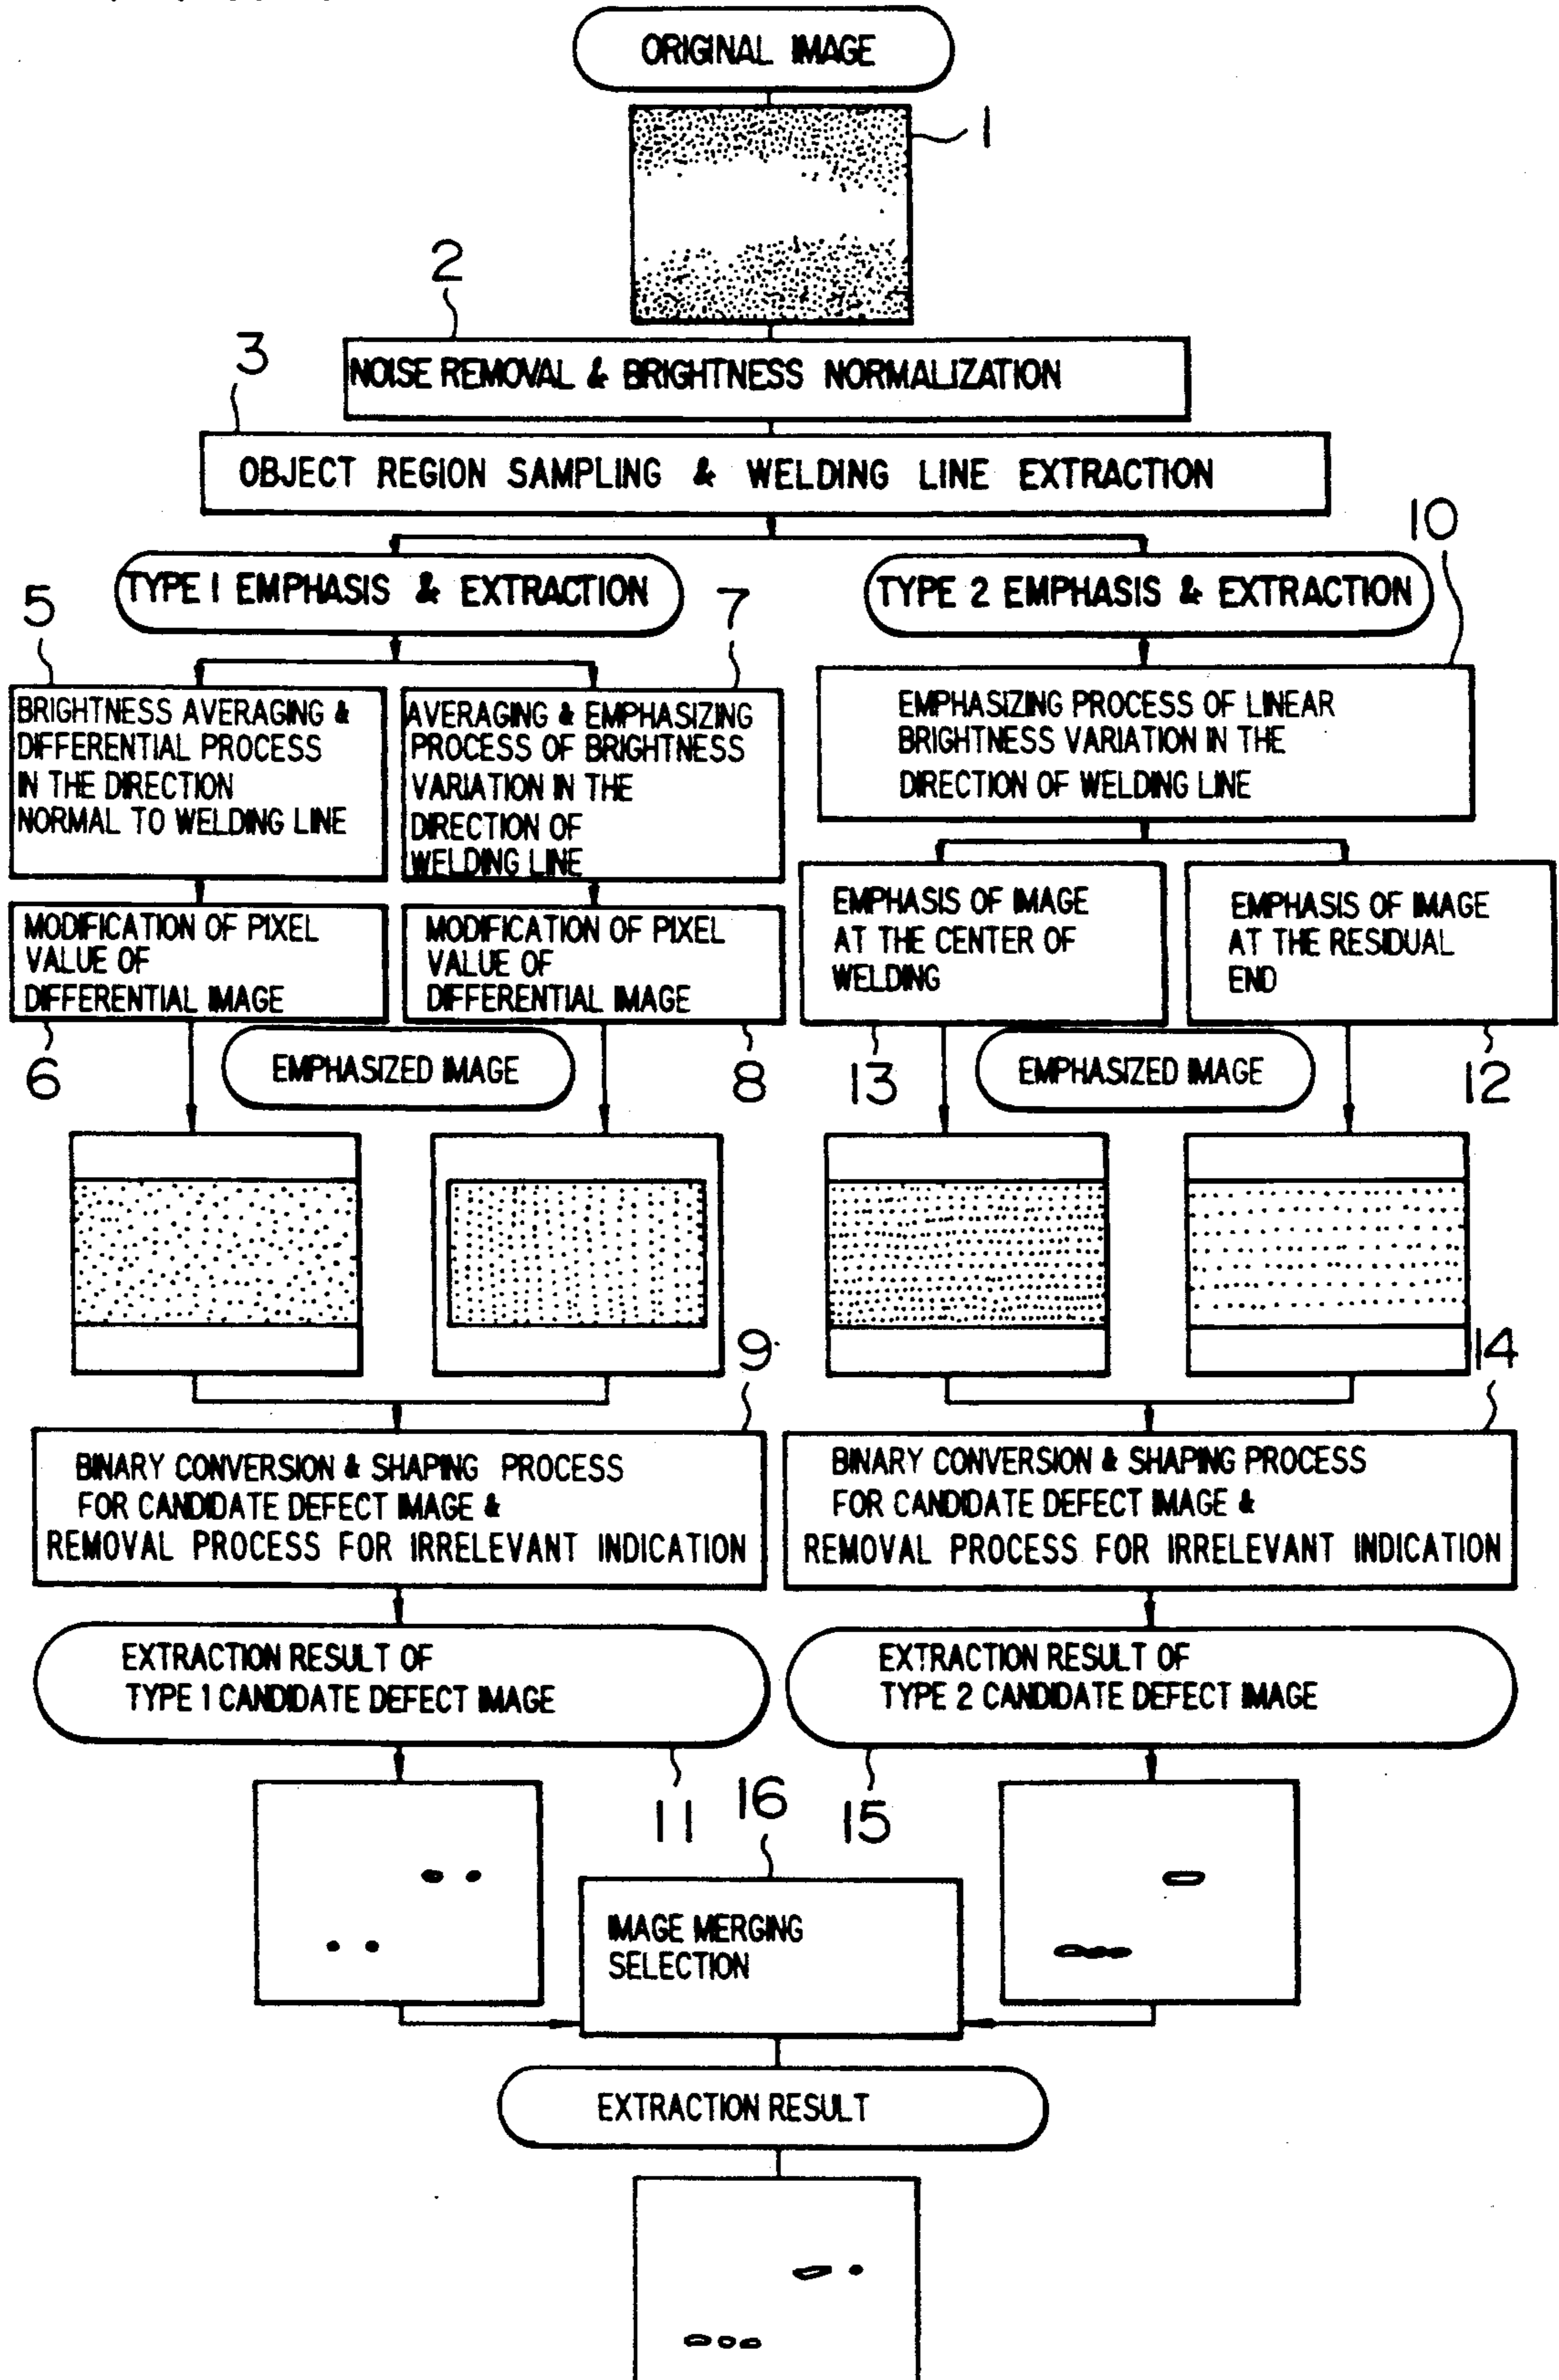 ORIGINAL IMAGE
1
2
NOISE REMOVAL & BRIGHTNESS NORMALIZATION
3
OBJECT REGION SAMPLING & WELDING LINE EXTRACTION
TYPE 1 EMPHASIS & EXTRACTION
5
BRIGHTNESS AVERAGING &
DIFFERENTIAL PROCESS
IN THE DIRECTION
NORMAL TO WELDING LINE
7
AVERAGING & EMPHASIZING
PROCESS OF BRIGHTNESS
VARIATION IN THE
DIRECTION OF
WELDING LINE
MODIFICATION OF PIXEL
VALUE OF
DIFFERENTIAL IMAGE
6
MODIFICATION OF PIXEL
VALUE OF
DIFFERENTIAL IMAGE
8
EMPHASIZED IMAGE
TYPE 2 EMPHASIS & EXTRACTION
10
EMPHASIZING PROCESS OF LINEAR
BRIGHTNESS VARIATION IN THE
DIRECTION OF WELDING LINE
EMPHASIS OF IMAGE
AT THE CENTER OF
WELDING
13
EMPHASIS OF IMAGE
AT THE RESIDUAL
END
12
EMPHASIZED IMAGE
9
BINARY CONVERSION & SHAPING PROCESS
FOR CANDIDATE DEFECT IMAGE &
REMOVAL PROCESS FOR IRRELEVANT INDICATION
14
BINARY CONVERSION & SHAPING PROCESS
FOR CANDIDATE DEFECT IMAGE &
REMOVAL PROCESS FOR IRRELEVANT INDICATION
EXTRACTION RESULT OF
TYPE 1 CANDIDATE DEFECT IMAGE
11
EXTRACTION RESULT OF
TYPE 2 CANDIDATE DEFECT IMAGE
15
16
IMAGE MERGING
SELECTION
EXTRACTION RESULT